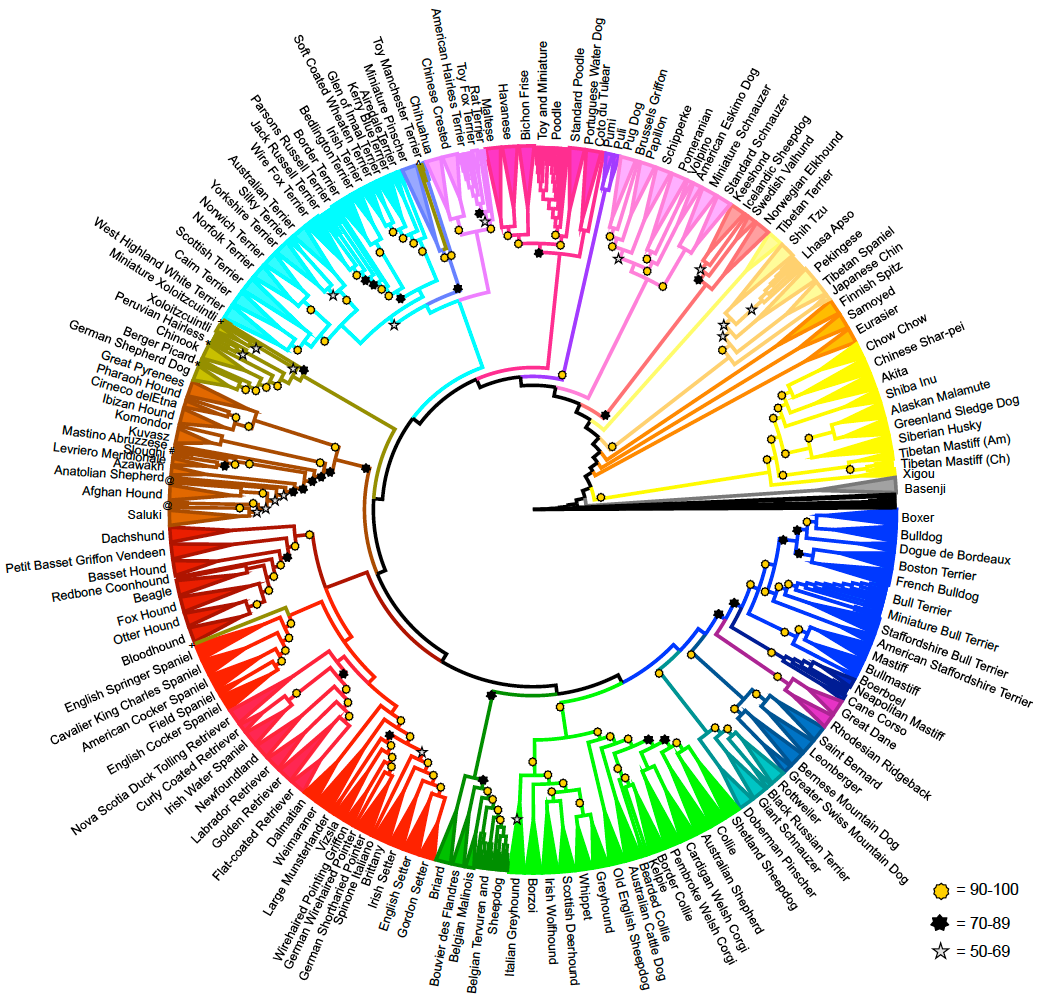 Boxer
Bulldog
Dogue de Bordeaux
Boston Terrier
French Bulldog
Bull Terrier
Miniature Bull Terrier
Staffordshire Bull Terrier
American Staffordshire Terrier
Mastiff
Bullmastiff
Boerboel
Neapolitan Mastiff
Cane Corso
Great Dane
Rhodesian Ridgeback
Saint Bernard
Leonberger
Bernese Mountain Dog
Greater Swiss Mountain Dog
Rottweiler
Black Russian Terrier
Giant Schnauzer
Doberman Pinscher
Shetland Sheepdog
Collie
Australian Shepherd
Cardigan Welsh Corgi
Pembroke Welsh Corgi
Border Collie
Kelpie
Bearded Collie
Australian Cattle Dog
Old English Sheepdog
Greyhound
Whippet
Scottish Deerhound
Irish Wolfhound
Borzoi
Italian Greyhound
Belgian Tervuren and
Sheepdog
Belgian Malinois
Bouvier des Flandres
Briard
Gordon Setter
English Setter
Irish Setter
Brittany
Spinone Italiano
German Shorthaired Pointer
German Wirehaired Pointer
Wirehaired Pointing Griffon
Vizsla
Large Munsterlander
Weimaraner
Dalmatian
Flat-coated Retriever
Golden Retriever
Labrador Retriever
Newfoundland
Irish Water Spaniel
Curly Coated Retriever
Nova Scotia Duck Tolling Retriever
English Cocker Spaniel
Field Spaniel
American Cocker Spaniel
Cavalier King Charles Spaniel
English Springer Spaniel
+
Bloodhound
Otter Hound
Fox Hound
Beagle
Redbone Coonhound
Basset Hound
Petit Basset Griffon Vendeen
Dachshund
Saluki
@
Afghan Hound
Anatolian Shepherd@
Azawakh
Levriero Meridionale
Sloughi #
Mastino Abruzzese
Kuvasz
Komondor
Ibizan Hound
Cirneco delEtna
Pharaoh Hound
Great Pyrenees
German Shepherd Dog
Berger Picard
Chinook
Peruvian Hairless
Xoloitzcuintli
Miniature Xoloitzcuintli
West Highland White Terrier
Cairn Terrier
Scottish Terrier
Norfolk Terrier
Norwich Terrier
Yorkshire Terrier
Silky Terrier
Australian Terrier
Wire Fox Terrier
Jack Russell Terrier
Parsons Russell Terrier
Border Terrier
Bedlington Terrier
Irish Terrier
Soft Coated Wheaten Terrier
Glen of Imaal Terrier
Kerry Blue Terrier
Airedale Terrier
Miniature Pinscher
Toy Manchester Terrier
Chihuahua
Chinese Crested
American Hairless Terrier
Toy Fox Terrier
Rat Terrier
Maltese
Havanese
Bichon Frise
Toy and Miniature
Poodle
Standard Poodle
Portuguese Water Dog
Coto du Tulear
Pumi
Puli
Pug Dog
Brussels Griffon
Papillon
Schipperke
Pomeranian
Volpino
American Eskimo Dog
Miniature Schnauzer
Standard Schnauzer
Keeshond
Icelandic Sheepdog
Swedish Valhund
Norwegian Elkhound
Tibetan Terrier
Shih Tzu
Lhasa Apso
Pekingese
Tibetan Spaniel
Japanese Chin
Finnish Spitz
Samoyed
Eurasier
Chow Chow
Chinese Shar-pei
Akita
Shiba Inu
Alaskan Malamute
Greenland Sledge Dog
Siberian Husky
Tibetan Mastiff (Am)
Tibetan Mastiff (Ch)
Xigou
Basenji
= 90-100
= 70-89
= 50-69